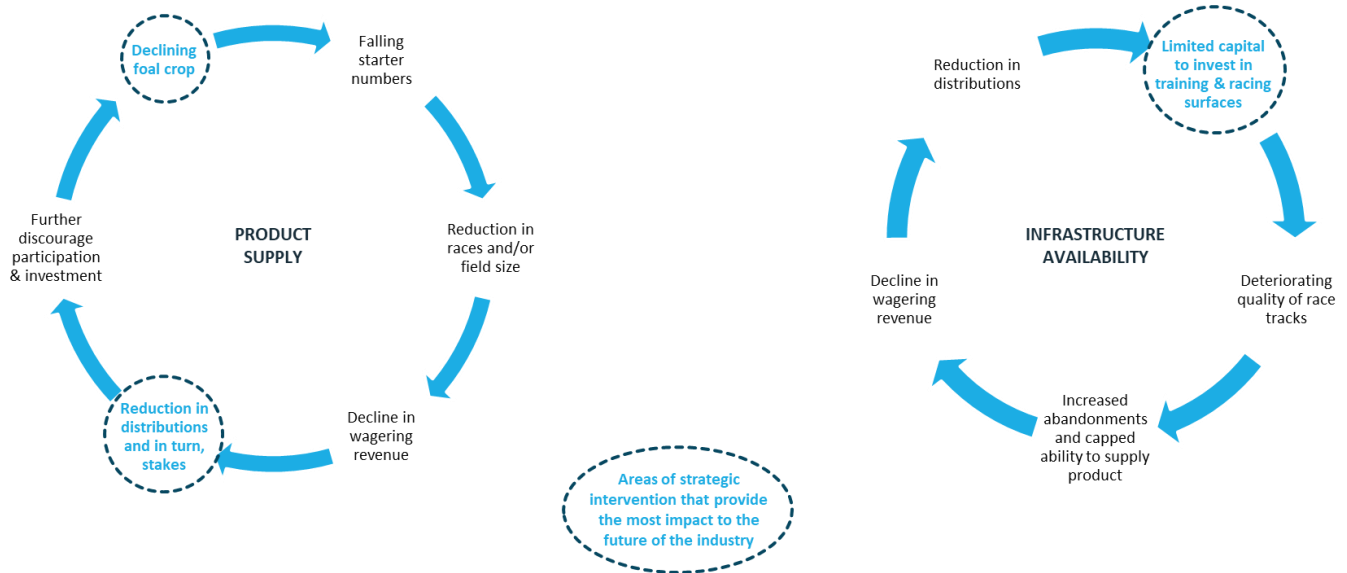 Declining
foal crop
Falling
starter
numbers
Reduction in
races and/or
field size
Decline in
wagering
revenue
Reduction in
distributions
and in turn,
stakes
Further
discourage
participation
& investment
PRODUCT
SUPPLY
Areas of strategic
intervention that provide
the most impact to the
future of the industry
Reduction in
distributions
Limited capital
to invest in
training & racing
surfaces
Deteriorating
quality of race
tracks
Increased
abandonments
and capped
ability to supply
product
Decline in
wagering
revenue
INFRASTRUCTURE
AVAILABILITY